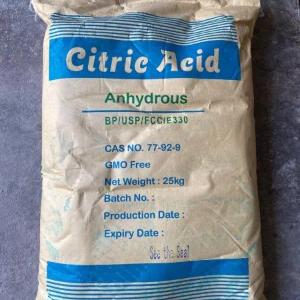 Citric Acid
Anhydrous
BP/USP/FCC/E330
CAS NO. 77-92-9
GMO Free
Net Weight : 25kg
Batch No. :
Production Date :
Expiry Date :
See the Seal